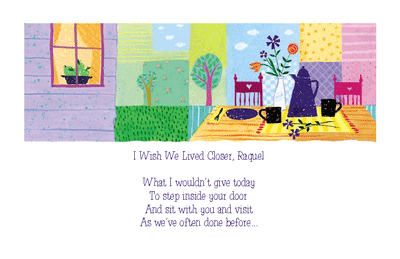 I Wish We Lived Closer, Raquel
What I wouldn't give today
To step inside your door
And sit with you and visit
As we've often done before...